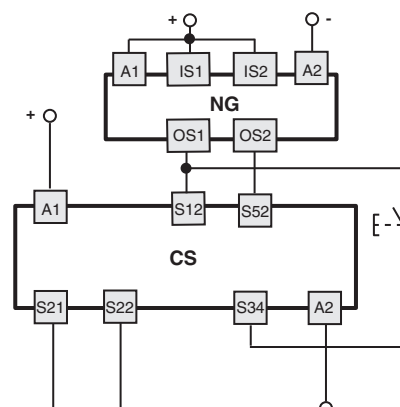 + -
A1 IS1 IS2 A2
NG
OS1 OS2
+
A1 S12 S52
CS
S21 S22 S34 A2